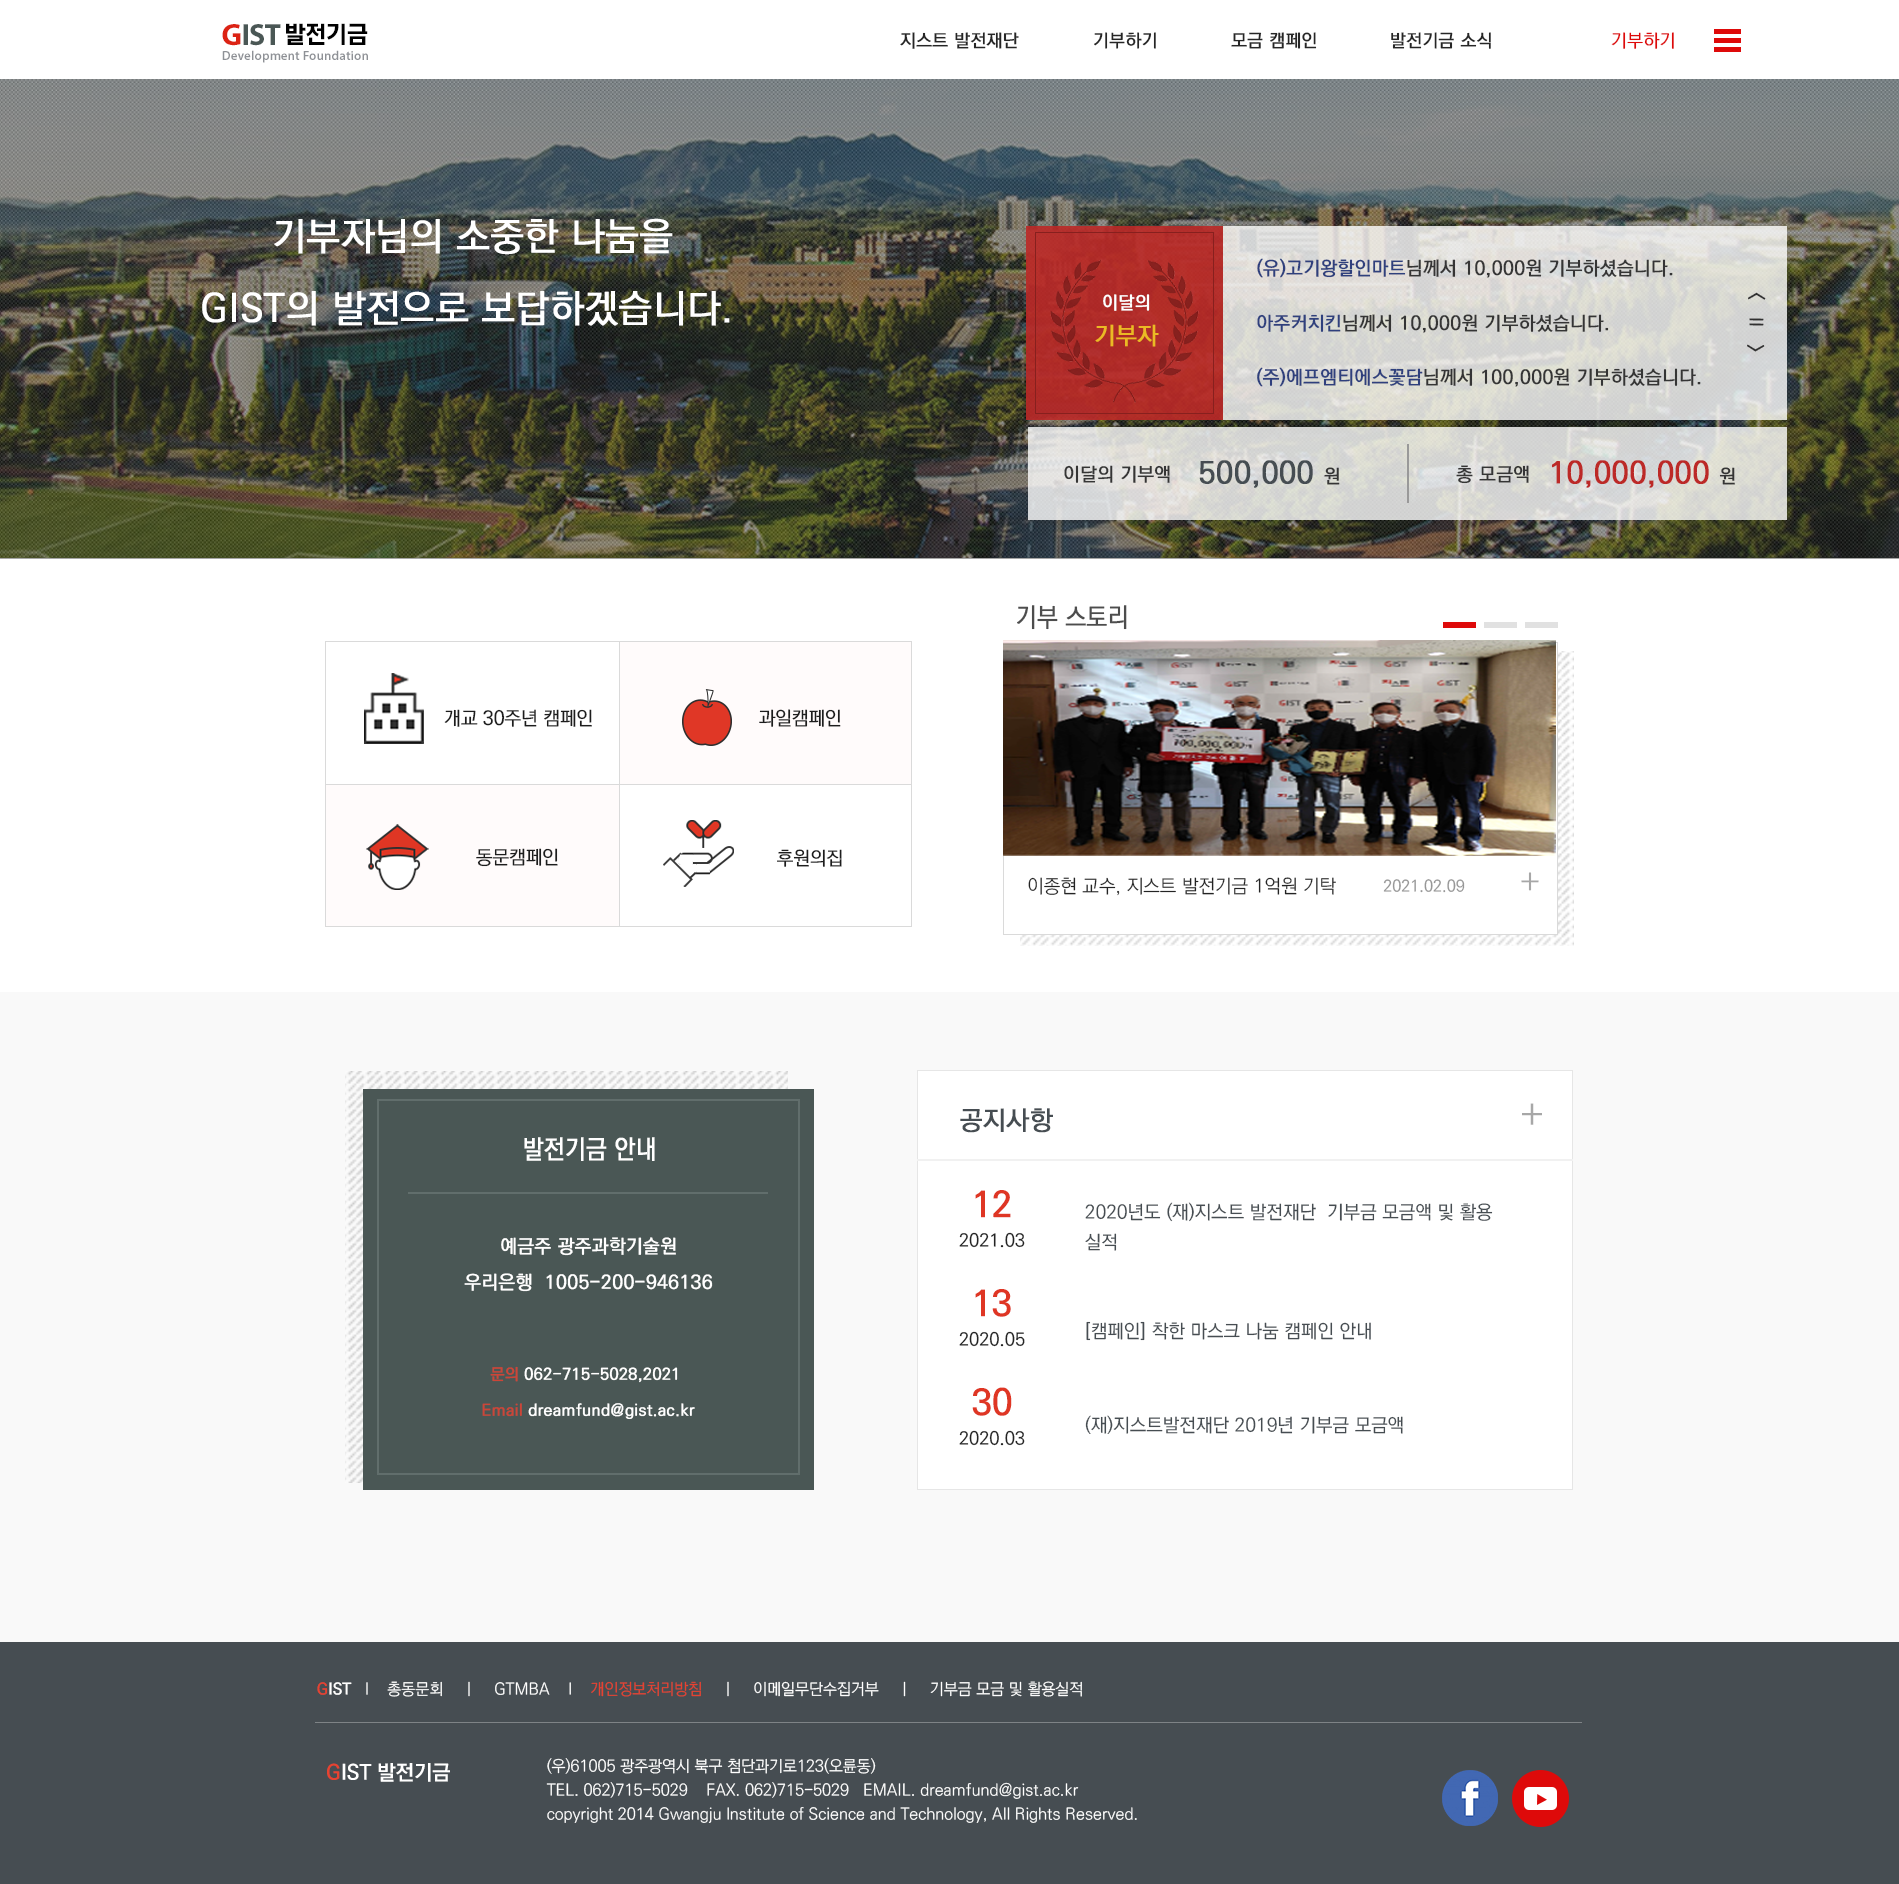 GIST 발전기금
Development Foundation
지스트 발전재단 기부하기 모금 캠페인 발전기금 소식 기부하기
기부자님의 소중한 나눔을
GIST의 발전으로 보답하겠습니다.
이달의
기부자
(유)고기왕할인마트님께서 10,000원 기부하셨습니다.
아주커치킨님께서 10,000원 기부하셨습니다.
(주)에프엠티에스꽃담님께서 100,000원 기부하셨습니다.
이달의 기부액 500,000 원 총 모금액 10,000,000 원
개교 30주년 캠페인
과일캠페인
동문캠페인
후원의집
기부 스토리
이종현 교수, 지스트 발전기금 1억원 기탁 2021.02.09
발전기금 안내
예금주 광주과학기술원
우리은행 1005-200-946136
문의 062-715-5028,2021
Email dreamfund@gist.ac.kr
공지사항
12
2021.03
2020년도 (재)지스트 발전재단 기부금 모금액 및 활용
실적
13
2020.05
[캠페인] 착한 마스크 나눔 캠페인 안내
30
2020.03
(재)지스트발전재단 2019년 기부금 모금액
GIST | 총동문회 | GTMBA | 개인정보처리방침 | 이메일무단수집거부 | 기부금 모금 및 활용실적
GIST 발전기금
(우)61005 광주광역시 북구 첨단과기로123(오룡동)
TEL. 062)715-5029 FAX. 062)715-5029 EMAIL. dreamfund@gist.ac.kr
copyright 2014 Gwangju Institute of Science and Technology, All Rights Reserved.